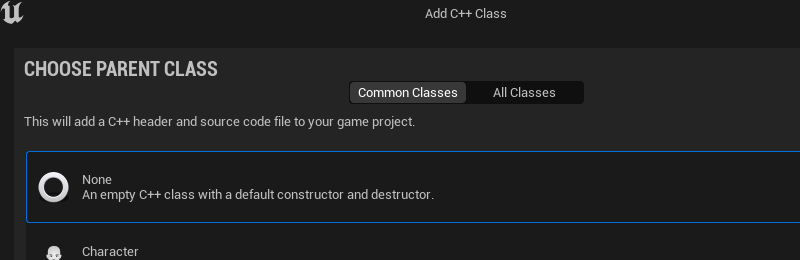 Add C++ Class
CHOOSE PARENT CLASS
Common Classes
All Classes
This will add a C++ header and source code file to your game project.
None
An empty C++ class with a default constructor and destructor.
Character